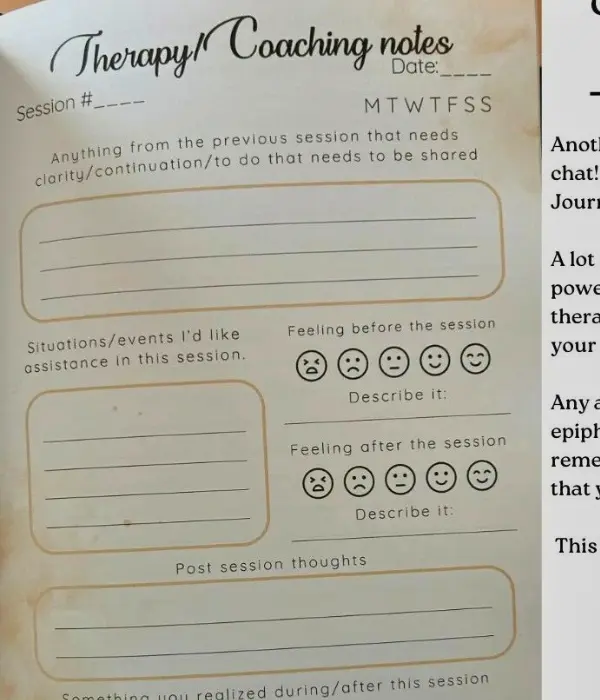 Therapy/Coaching notes
Date:____
Session #____
M T W T F S S
Anything from the previous session that needs
clarity/continuation/to do that needs to be shared
Situations/events I'd like
assistance in this session.
Feeling before the session
Describe it:
Feeling after the session
Describe it:
Post session thoughts
Something you realized during/after this session
chat!
A lot
your
Any a
that y
This